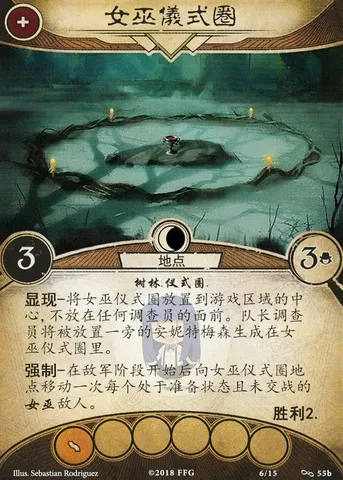 女巫儀式圈
3
地点
3
树林.仪式圈.
显现-将女巫仪式圈放置到游戏区域的中
心,不放在任何调查员的面前。队长调查
员将被放置一旁的安妮特梅森生成在女
巫仪式圈里。
强制-在敌军阶段开始后向女巫仪式圈地
点移动一次每个处于准备状态且未交战的
女巫敌人。
胜利2.
Illus. Sebastian Rodriguez
©2018 FFG
6/15
55b